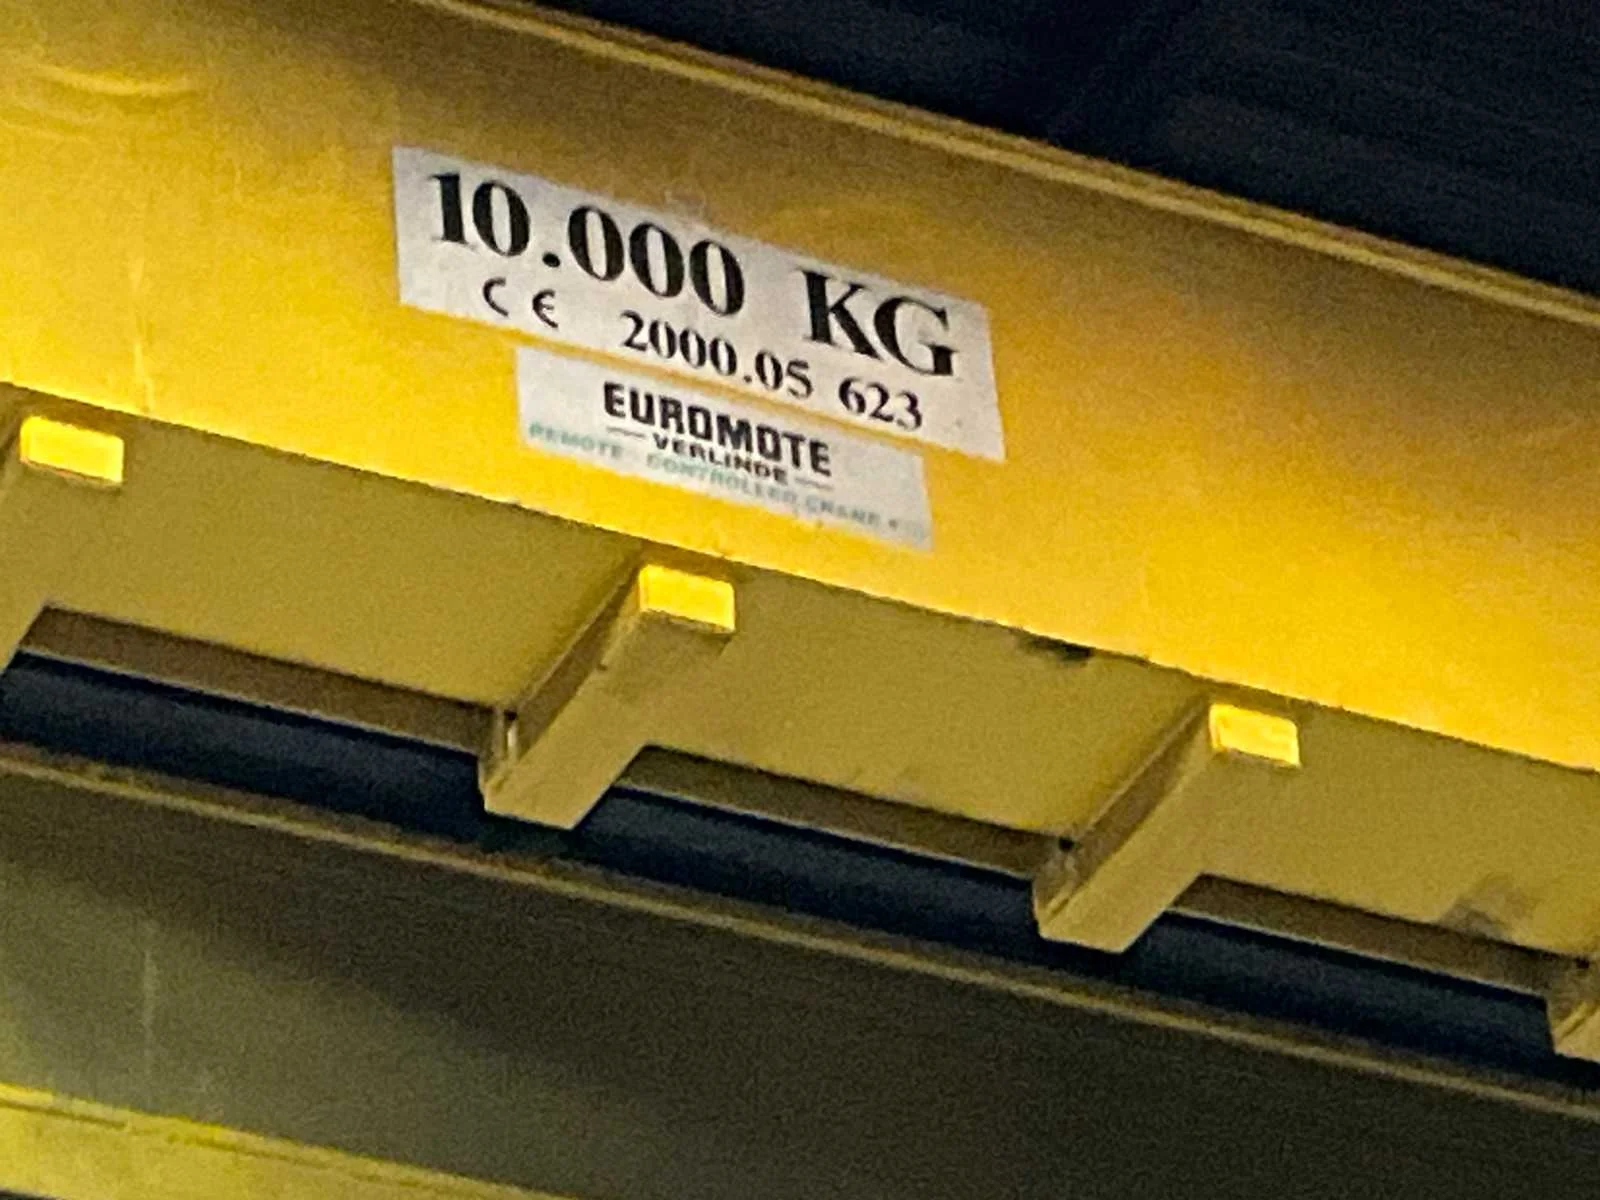 10.000 KG
CE 2000.05 623
EUROMOTE
VERLINDE
REMOTE CONTROLLED CRANE